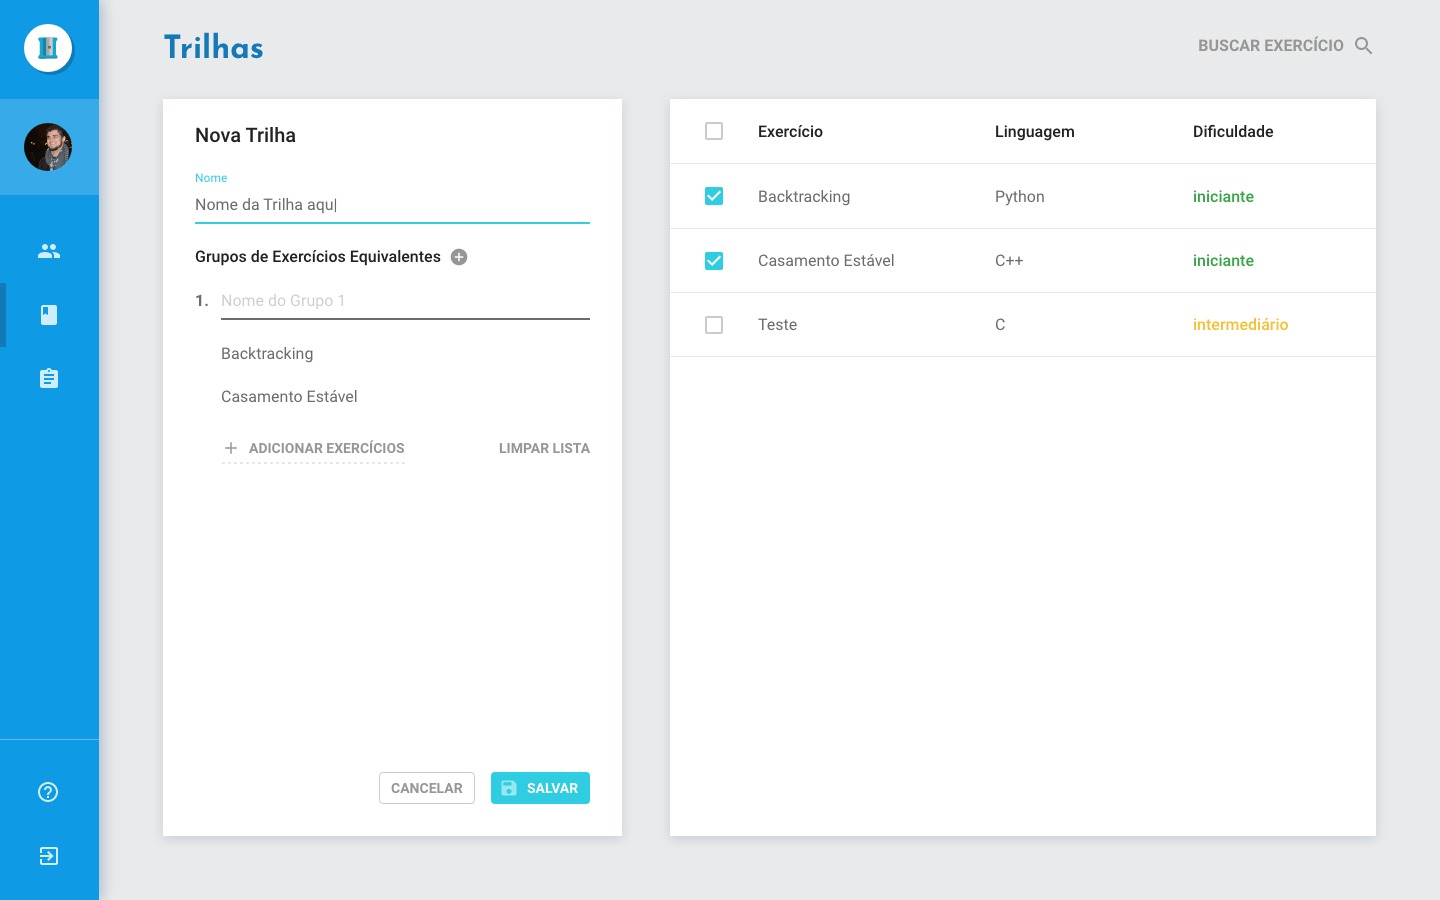 Trilhas
BUSCAR EXERCÍCIO
Nova Trilha
Nome
Nome da Trilha aqu|
Grupos de Exercícios Equivalentes
1. Nome do Grupo 1
Backtracking
Casamento Estável
ADICIONAR EXERCÍCIOS LIMPAR LISTA
CANCELAR SALVAR
Exercício Linguagem Dificuldade
Backtracking Python iniciante
Casamento Estável C++ iniciante
Teste C intermediário